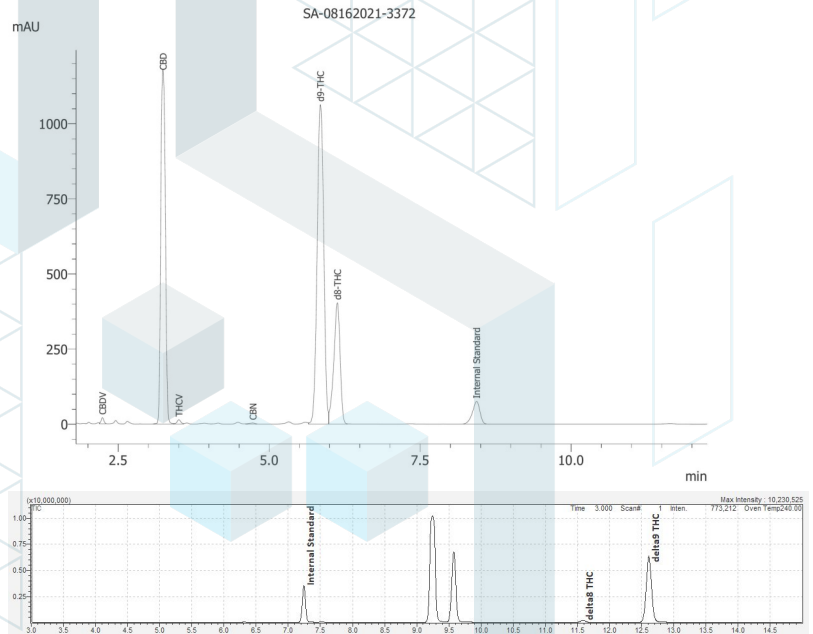 SA-08162021-3372
mAU
CBD
d9-THC
1000
750
500
d8-THC
250
Internal Standard
CBDV
THCV
CBN
0
2.5 5.0 7.5 10.0
min
(x10,000,000)
Max Intensity : 10,230,525
TIC
Time 3.000 Scan# 1 Inten. 773,212 Oven Temp240.00
1.00
0.75
0.50
0.25
Internal Standard
delta8 THC
delta9 THC
3.0 3.5 4.0 4.5 5.0 5.5 6.0 6.5 7.0 7.5 8.0 8.5 9.0 9.5 10.0 10.5 11.0 11.5 12.0 12.5 13.0 13.5 14.0 14.5